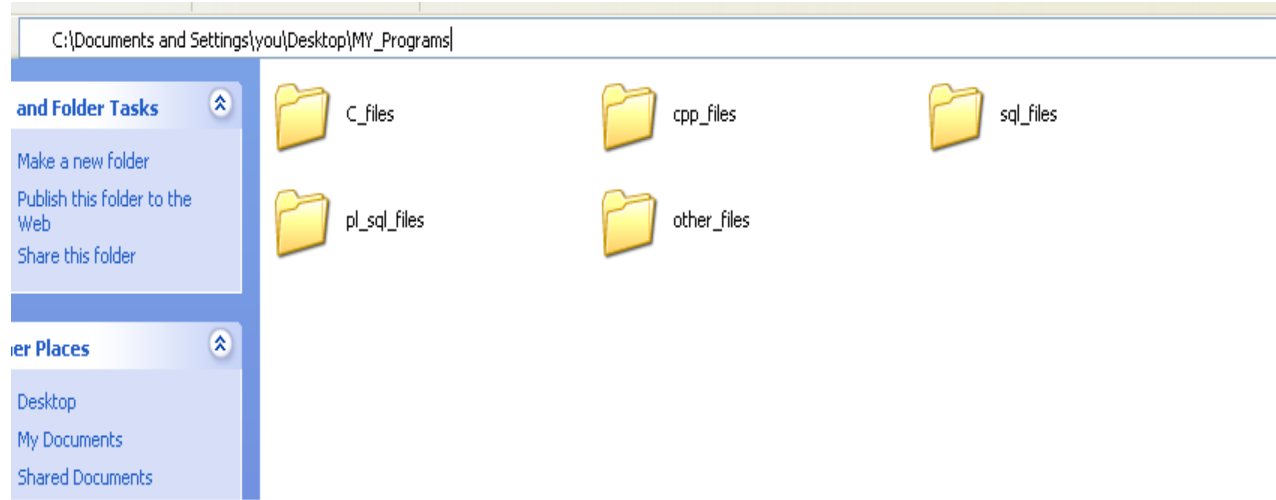 C:\Documents and Settings\you\Desktop\MY_Programs
and Folder Tasks
Make a new folder
Publish this folder to the
Web
Share this folder
er Places
Desktop
My Documents
Shared Documents
C_files cpp_files sql_files
pl_sql_files other_files